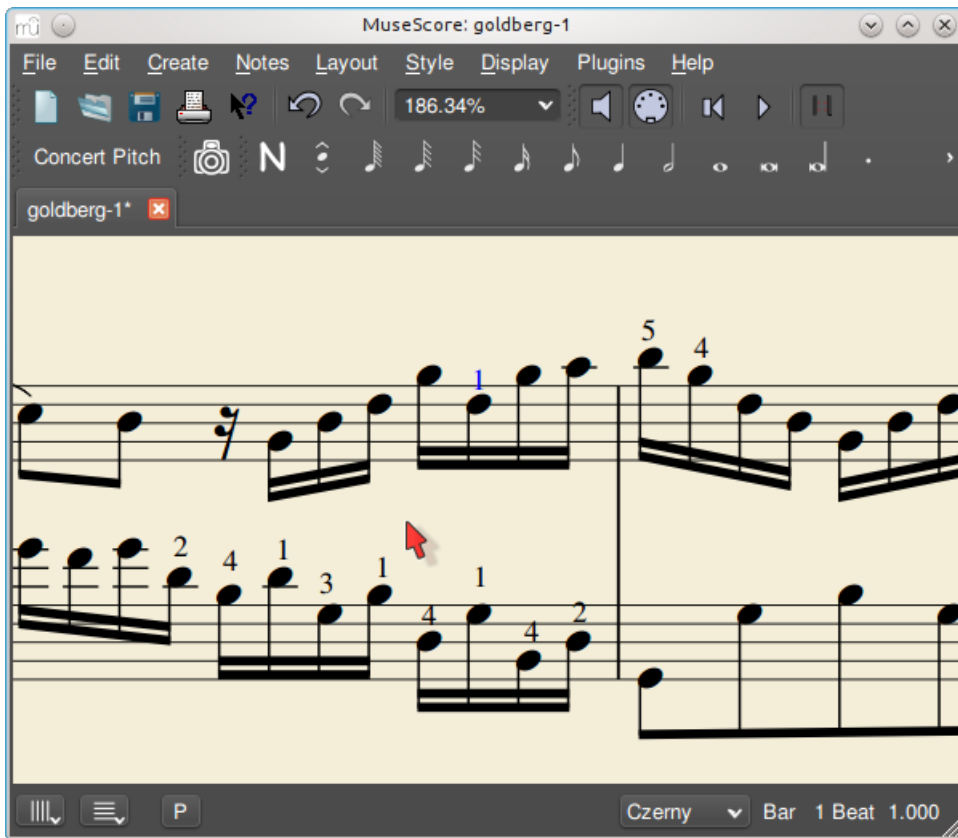 mû MuseScore: goldberg-1
File Edit Create Notes Layout Style Display Plugins Help
186.34%
Concert Pitch N
goldberg-1*
5
4
1
2 4 1 3 1 4 1 4 2
P Czerny Bar 1 Beat 1.000